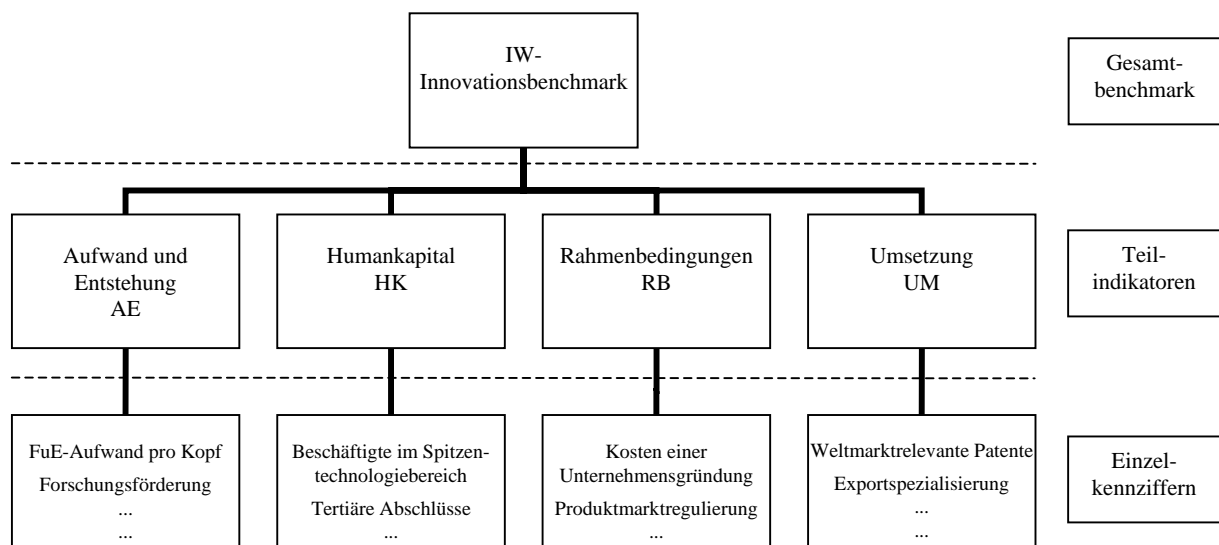 IW-
Innovationsbenchmark
Gesamt-
benchmark
Aufwand und
Entstehung
AE
Humankapital
HK
Rahmenbedingungen
RB
Umsetzung
UM
Teil-
indikatoren
FuE-Aufwand pro Kopf
Forschungsförderung
...
...
Beschäftigte im Spitzen-
technologiebereich
Tertiäre Abschlüsse
...
Kosten einer
Unternehmensgründung
Produktmarktregulierung
...
Weltmarktrelevante Patente
Exportspezialisierung
...
...
Einzel-
kennziffern